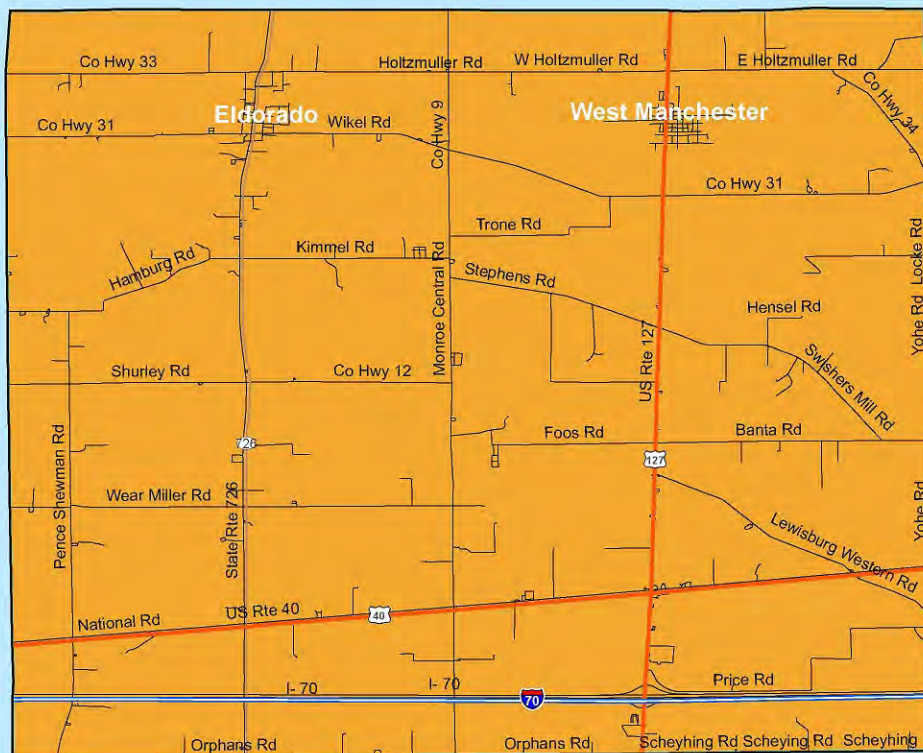 Co Hwy 33
Holtzmuller Rd
W Holtzmuller Rd
E Holtzmuller Rd
Co Hwy 34
Eldorado
West Manchester
Co Hwy 31
Wikel Rd
Co Hwy 9
Co Hwy 31
Trone Rd
Kimmel Rd
Hamburg Rd
Stephens Rd
Locke Rd
Yohe Rd
Hensel Rd
Monroe Central Rd
US Rte 127
Shurley Rd
Co Hwy 12
Swishers Mill Rd
Foos Rd
Banta Rd
726
127
Pence Shewman Rd
Wear Miller Rd
State Rte 726
Yohe Rd
Lewisburg Western Rd
National Rd
US Rte 40
40
I- 70
I- 70
70
Price Rd
Orphans Rd
Orphans Rd
Scheyhing Rd
Scheying Rd
Scheyhing